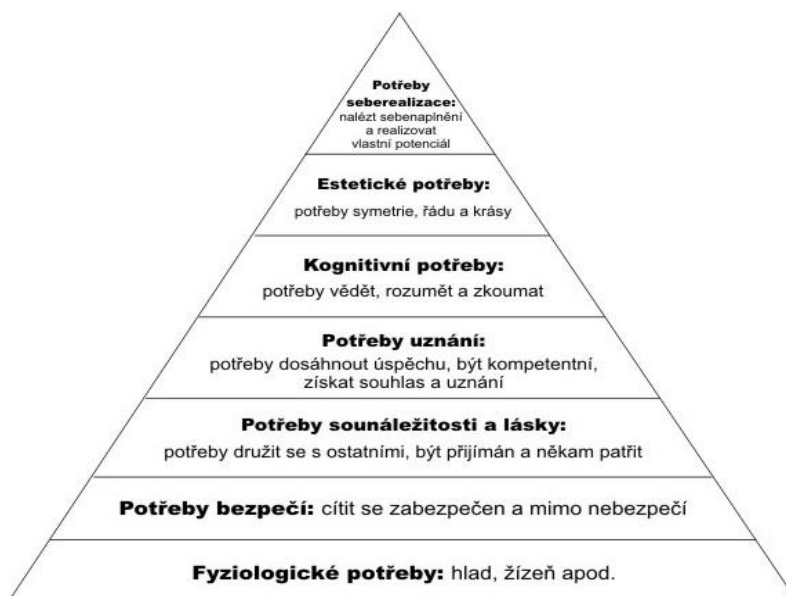 Potřeby
seberealizace:
nalézt sebenaplnění
a realizovat
vlastní potenciál
Estetické potřeby:
potřeby symetrie, řádu a krásy
Kognitivní potřeby:
potřeby vědět, rozumět a zkoumat
Potřeby uznání:
potřeby dosáhnout úspěchu, být kompetentní,
získat souhlas a uznání
Potřeby sounáležitosti a lásky:
potřeby družit se s ostatními, být přijímán a někam patřit
Potřeby bezpečí: cítit se zabezpečen a mimo nebezpečí
Fyziologické potřeby: hlad, žízeň apod.